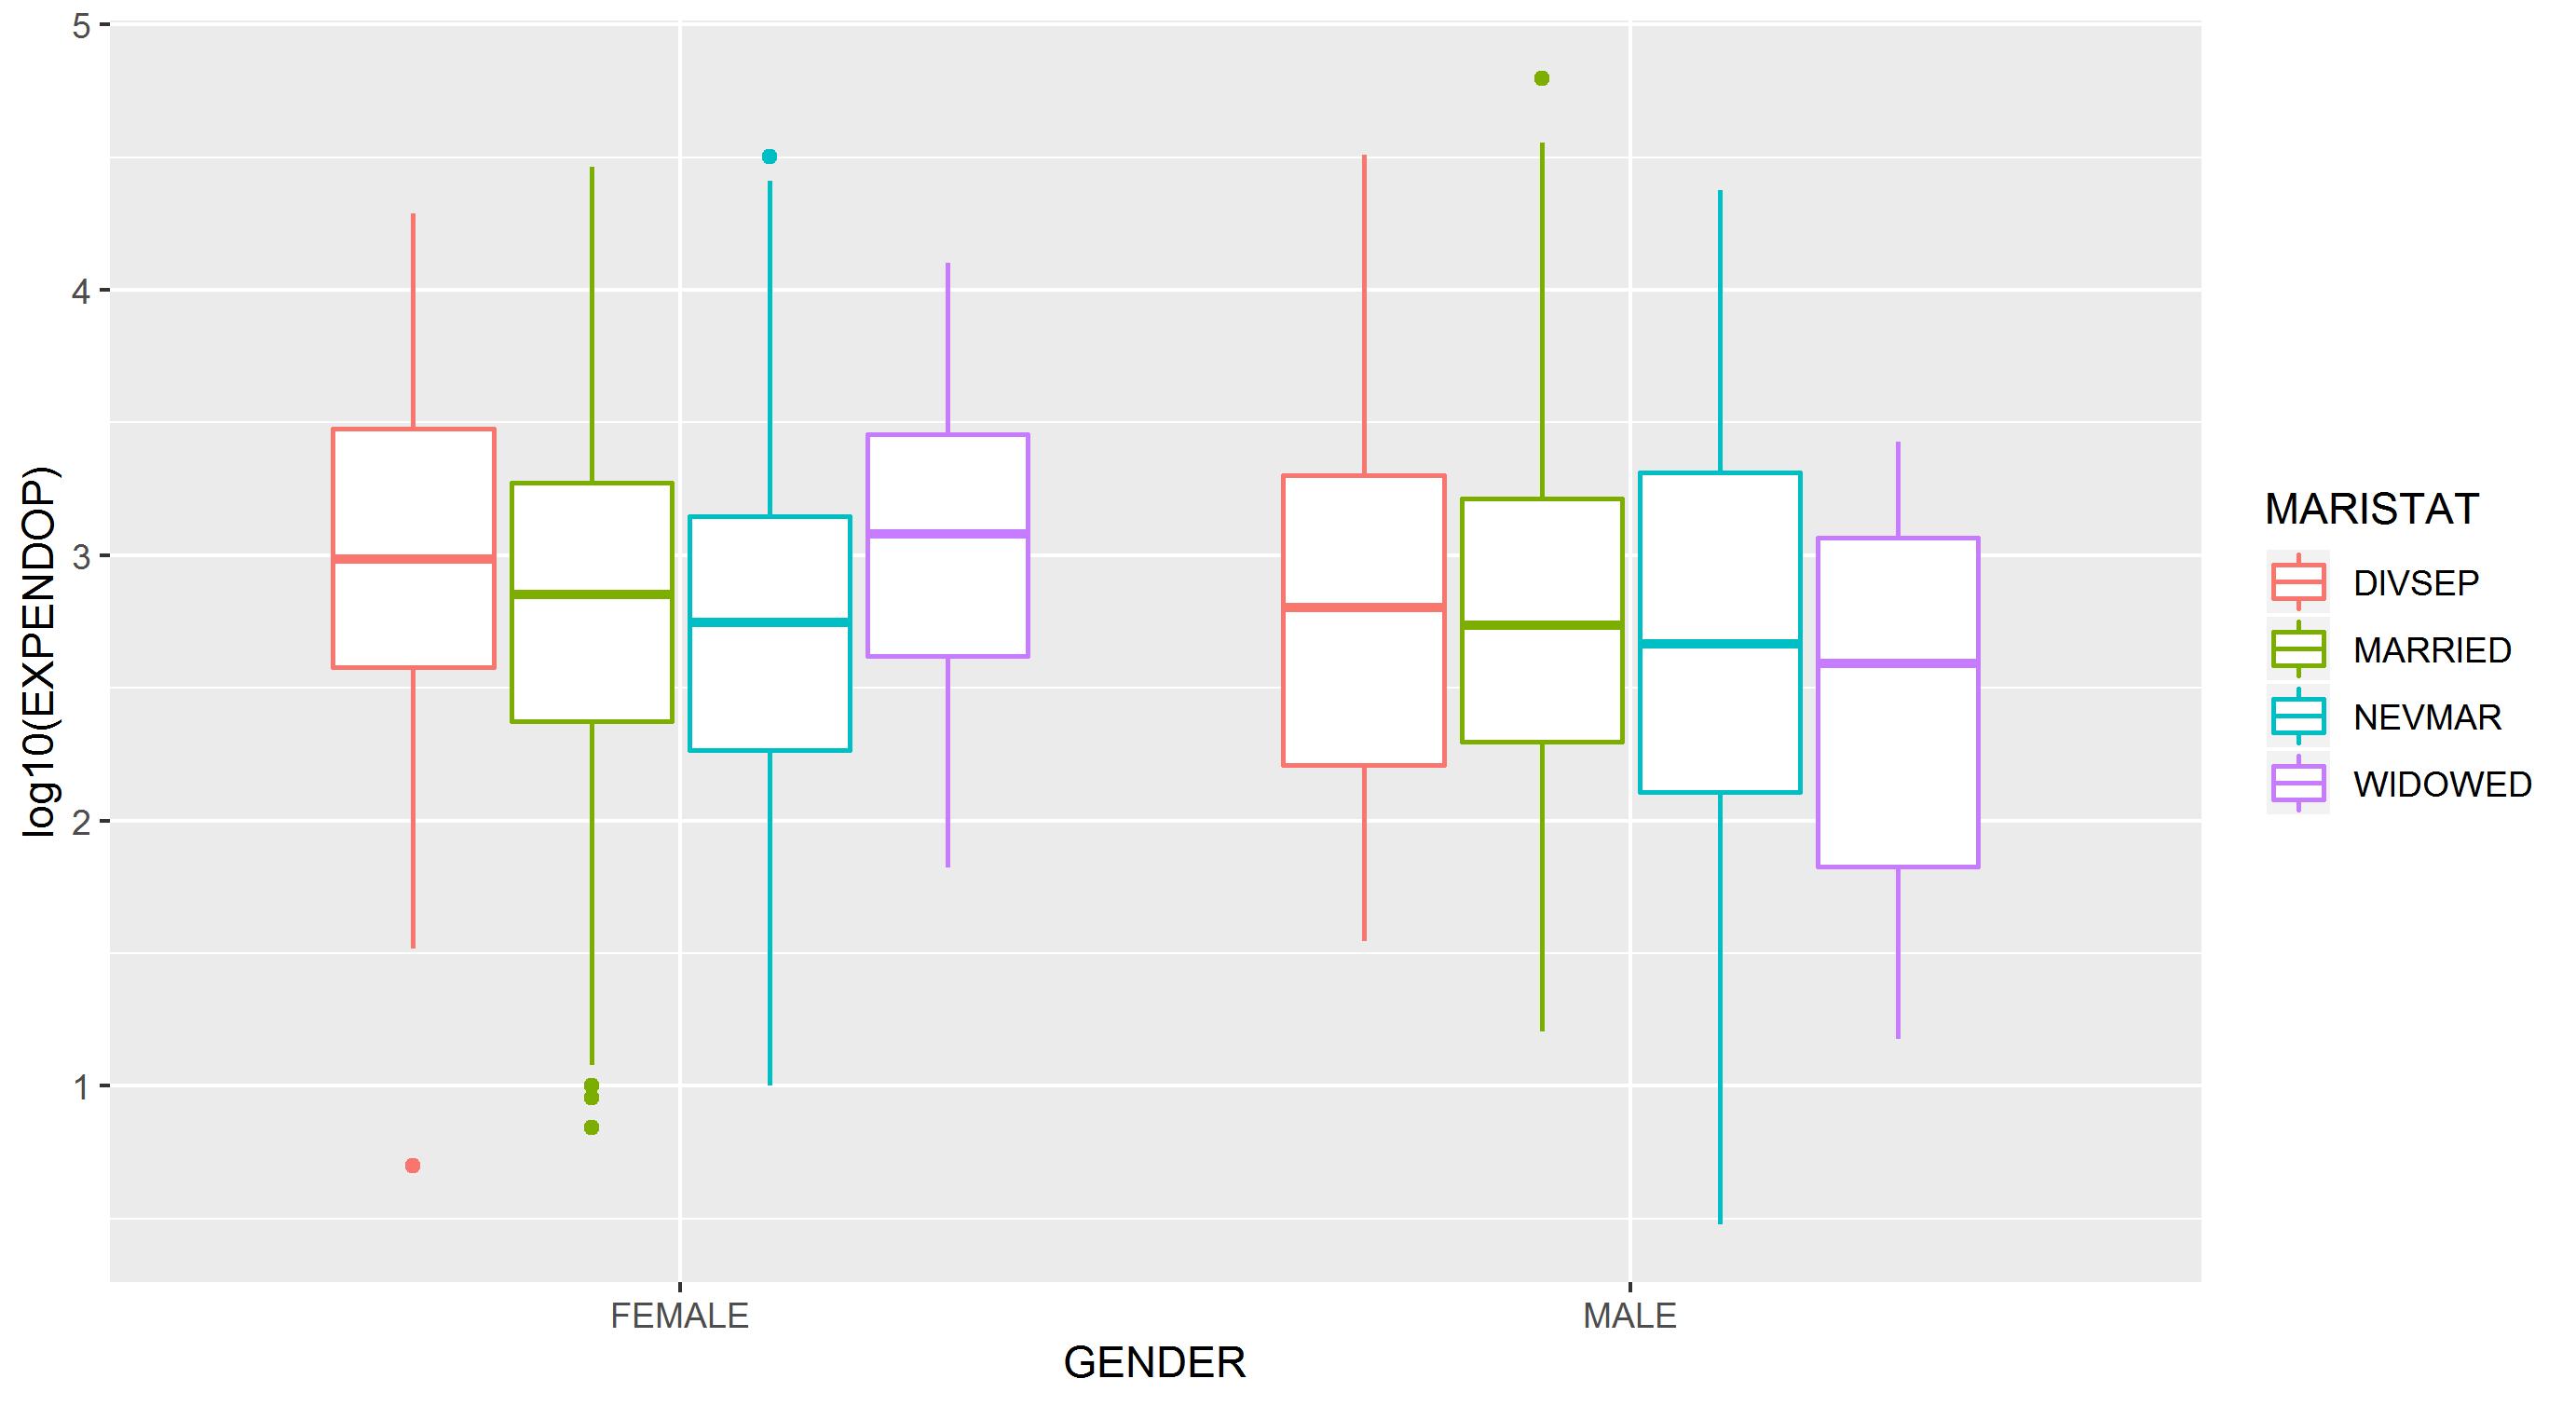 log10(EXPENDOP)
5
4
3
2
1
FEMALE
MALE
GENDER
MARISTAT
DIVSEP
MARRIED
NEVMAR
WIDOWED